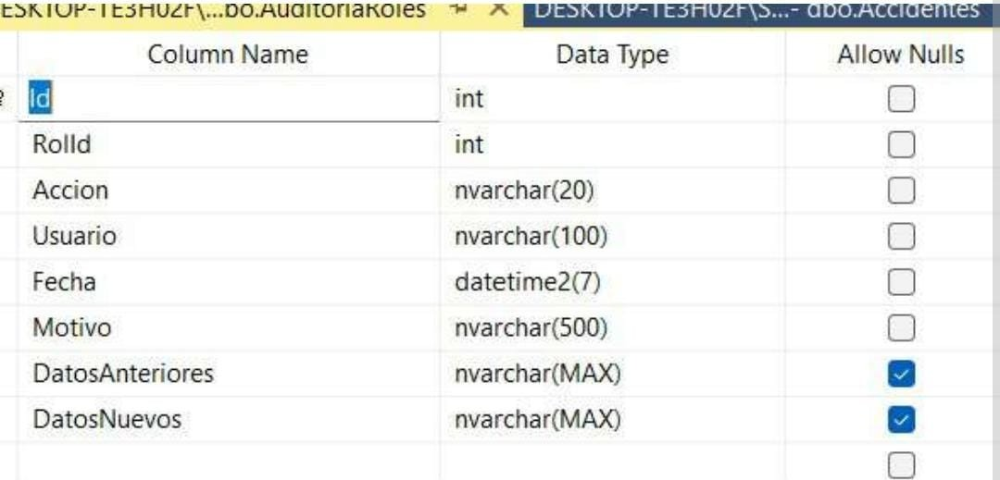 DESKTOP-TE3H02F\...bo.AuditoriaRoles DESKTOP-TE3H02F\S...- dbo.Accidentes
Column Name Data Type Allow Nulls
Id int
RolId int
Accion nvarchar(20)
Usuario nvarchar(100)
Fecha datetime2(7)
Motivo nvarchar(500)
DatosAnteriores nvarchar(MAX)
DatosNuevos nvarchar(MAX)